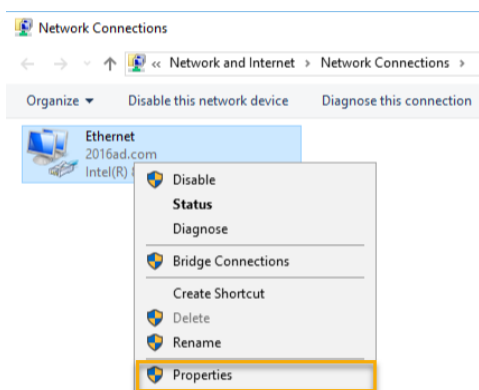 Network Connections
« Network and Internet › Network Connections ›
Organize Disable this network device Diagnose this connection
Ethernet
2016ad.com
Intel(R)
Disable
Status
Diagnose
Bridge Connections
Create Shortcut
Delete
Rename
Properties